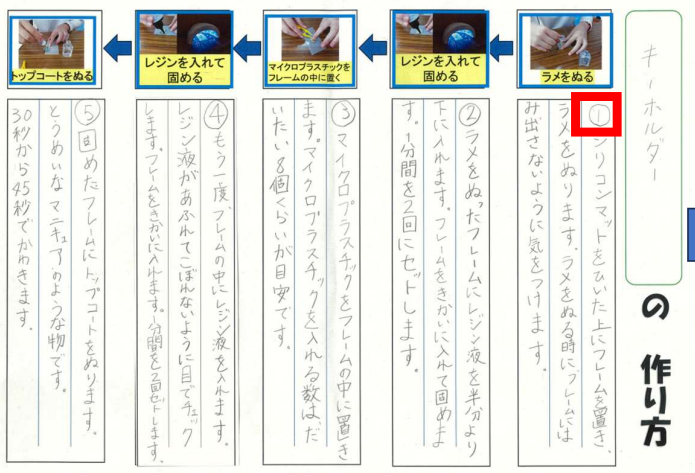 キーホルダー
の作り方
ラメをぬる
①シリコンマットをひいた上にフレームを置き、
ラメをぬります。ラメをぬる時に、フレームには
み出さないように気をつけます。
レジンを入れて
固める
②ラメをぬったフレームにレジン液を半分より
下に入れます。フレームをきかいに入れて固めま
す。1分間を2回にセットします。
マイクロプラスチックを
フレームの中に置く
③マイクロプラスチックをフレームの中に置き
ます。マイクロプラスチックを入れる数は、だ
いたい8個くらいが目安です。
レジンを入れて
固める
④もう一度、フレームの中にレジン液を入れます。
レジン液があふれてこぼれないように目でチェック
します。フレームをきかいに入れます。1分間を2回セットします。
トップコートをぬる
⑤固めたフレームにトップコートをぬります。
とうめいなマニキュアのような物です。
30秒から45秒でかわきます。